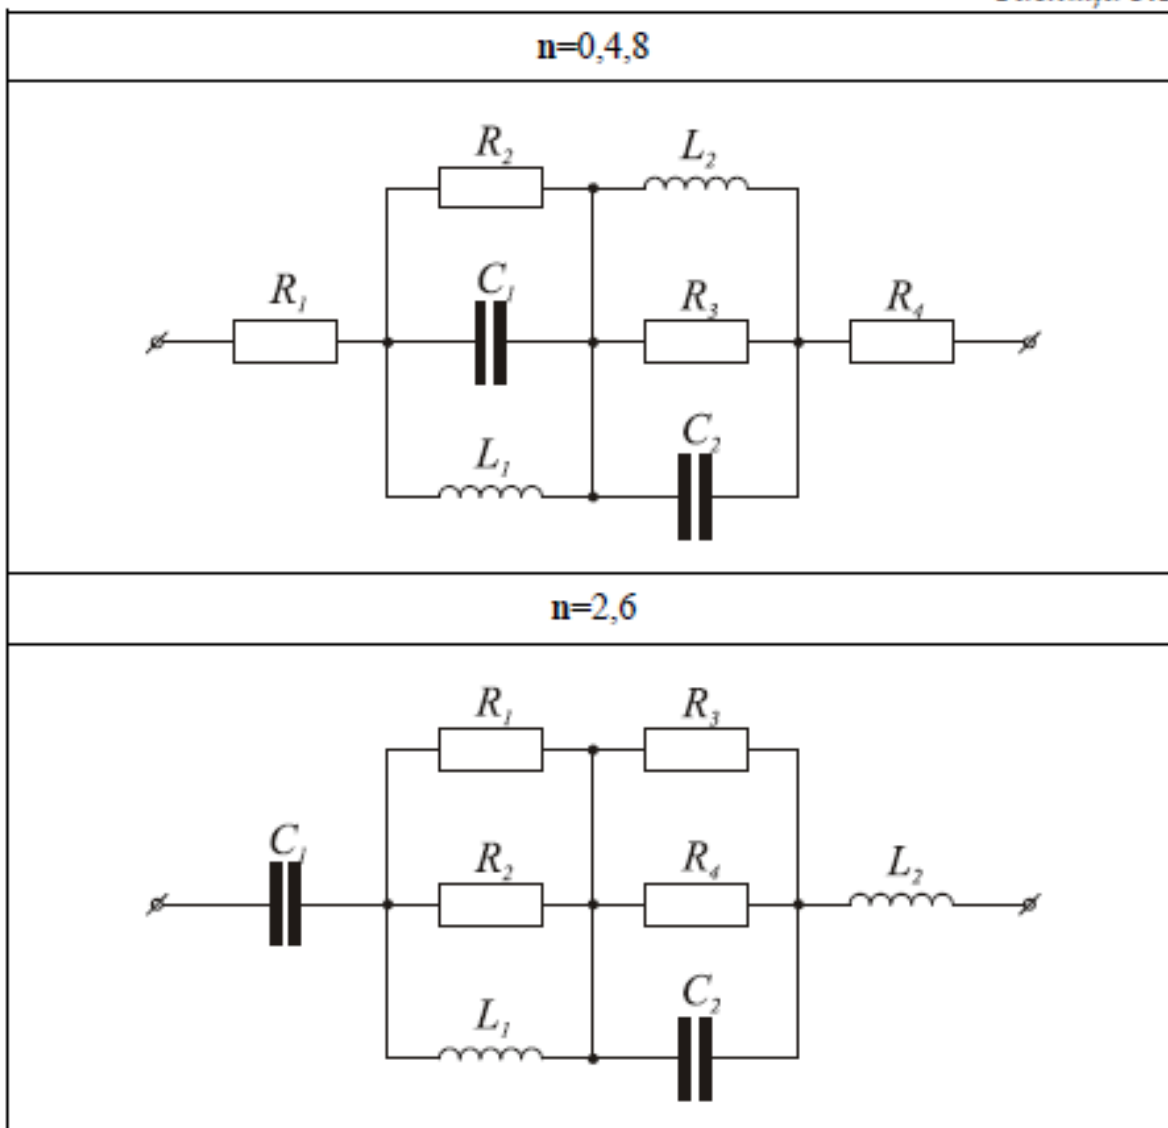 n=0,4,8
R₂ L₂
C₁
R₁ R₃ R₄
L₁ C₂
n=2,6
R₁ R₃
C₁ R₂ R₄ L₂
L₁ C₂